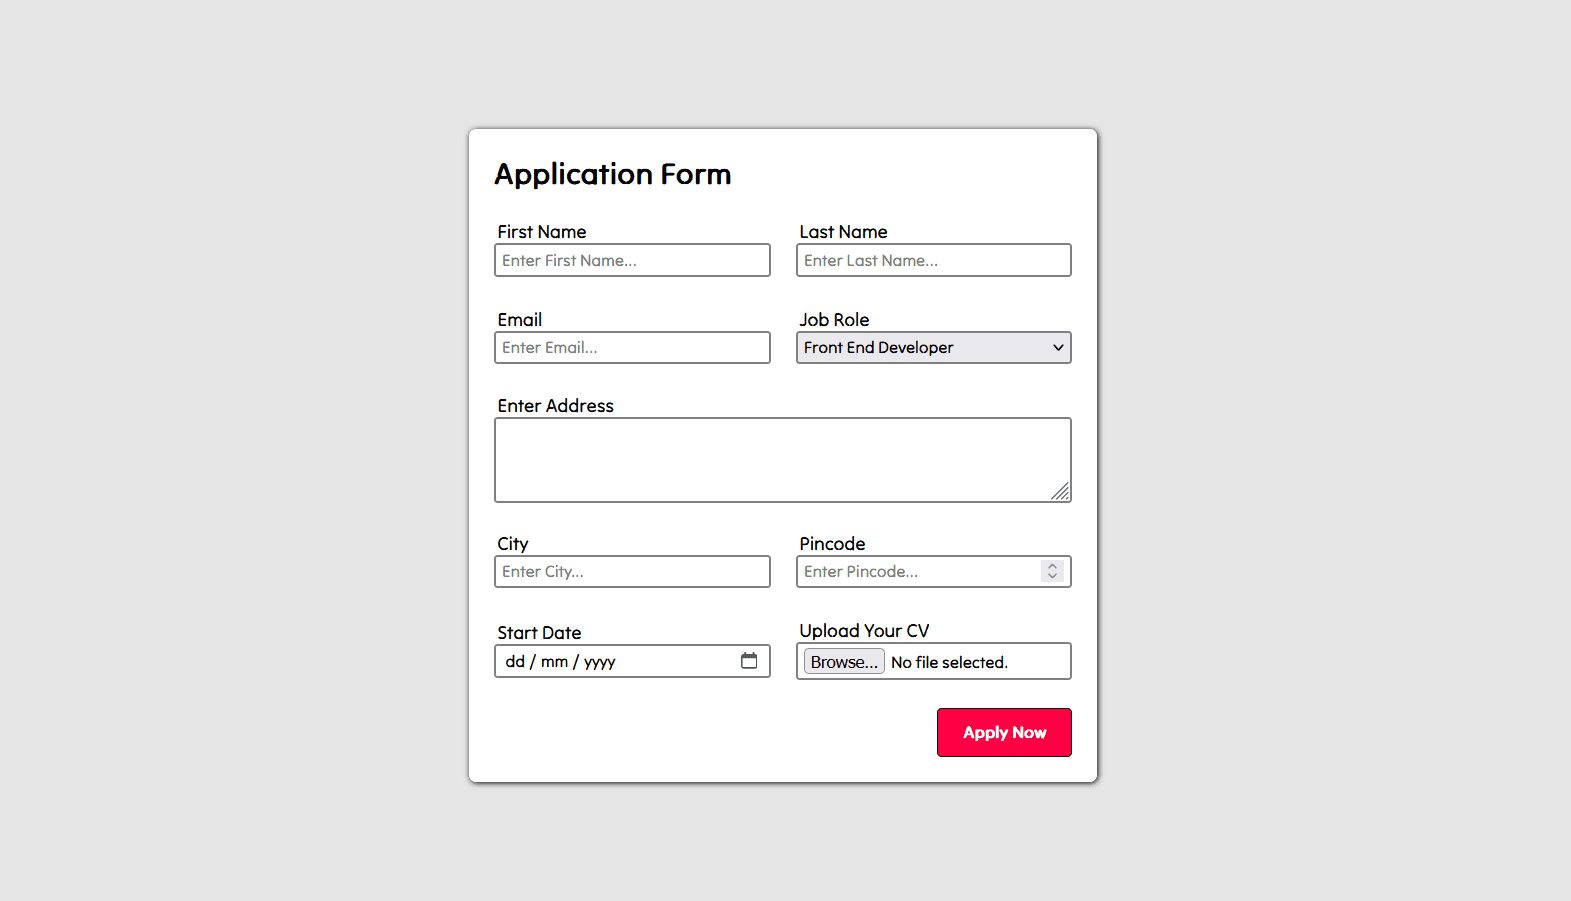 Application Form
First Name
Last Name
Enter First Name...
Enter Last Name...
Email
Job Role
Enter Email...
Front End Developer
Enter Address
City
Pincode
Enter City...
Enter Pincode...
Start Date
Upload Your CV
dd / mm / yyyy
Browse... No file selected.
Apply Now